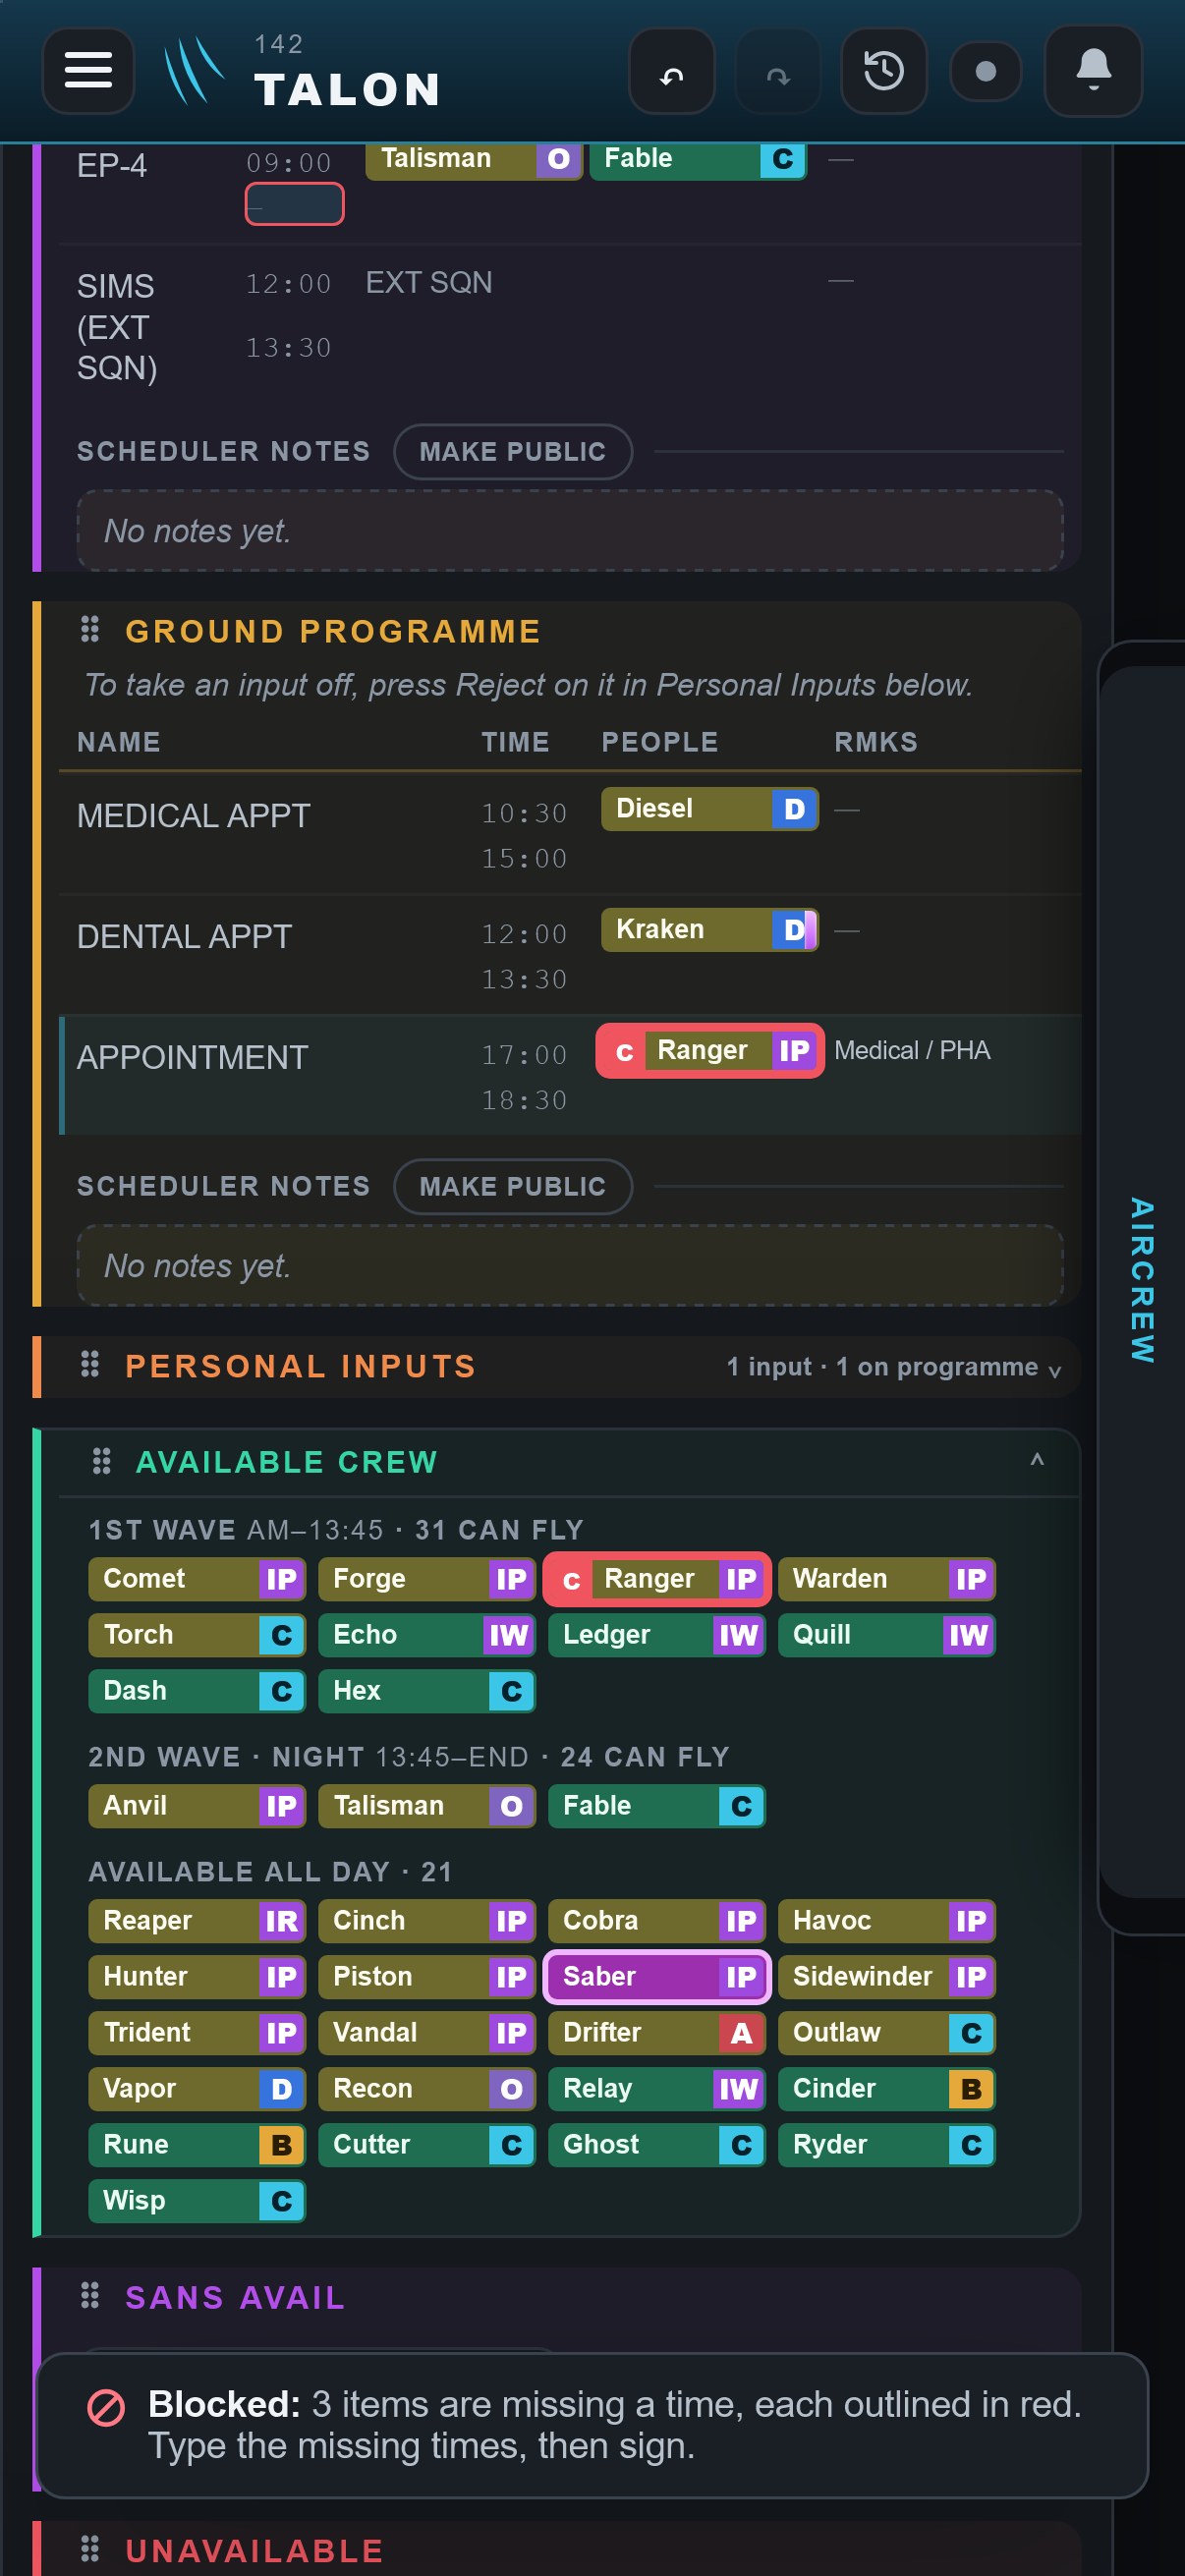 142
TALON
EP-4 09:00 Talisman O Fable C —
—
SIMS (EXT SQN) 12:00 EXT SQN —
13:30
SCHEDULER NOTES MAKE PUBLIC
No notes yet.
GROUND PROGRAMME
To take an input off, press Reject on it in Personal Inputs below.
NAME TIME PEOPLE RMKS
MEDICAL APPT 10:30 Diesel D —
15:00
DENTAL APPT 12:00 Kraken D —
13:30
APPOINTMENT 17:00 C Ranger IP Medical / PHA
18:30
SCHEDULER NOTES MAKE PUBLIC
No notes yet.
AIRCREW
PERSONAL INPUTS 1 input · 1 on programme
AVAILABLE CREW
1ST WAVE AM–13:45 · 31 CAN FLY
Comet IP Forge IP C Ranger IP Warden IP
Torch C Echo IW Ledger IW Quill IW
Dash C Hex C
2ND WAVE · NIGHT 13:45–END · 24 CAN FLY
Anvil IP Talisman O Fable C
AVAILABLE ALL DAY · 21
Reaper IR Cinch IP Cobra IP Havoc IP
Hunter IP Piston IP Saber IP Sidewinder IP
Trident IP Vandal IP Drifter A Outlaw C
Vapor D Recon O Relay IW Cinder B
Rune B Cutter C Ghost C Ryder C
Wisp C
SANS AVAIL
Blocked: 3 items are missing a time, each outlined in red.
Type the missing times, then sign.
UNAVAILABLE